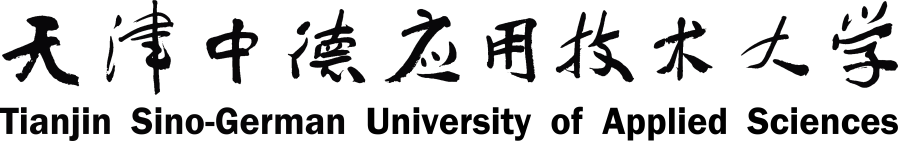 天津中德应用技术大学
Tianjin Sino-German University of Applied Sciences